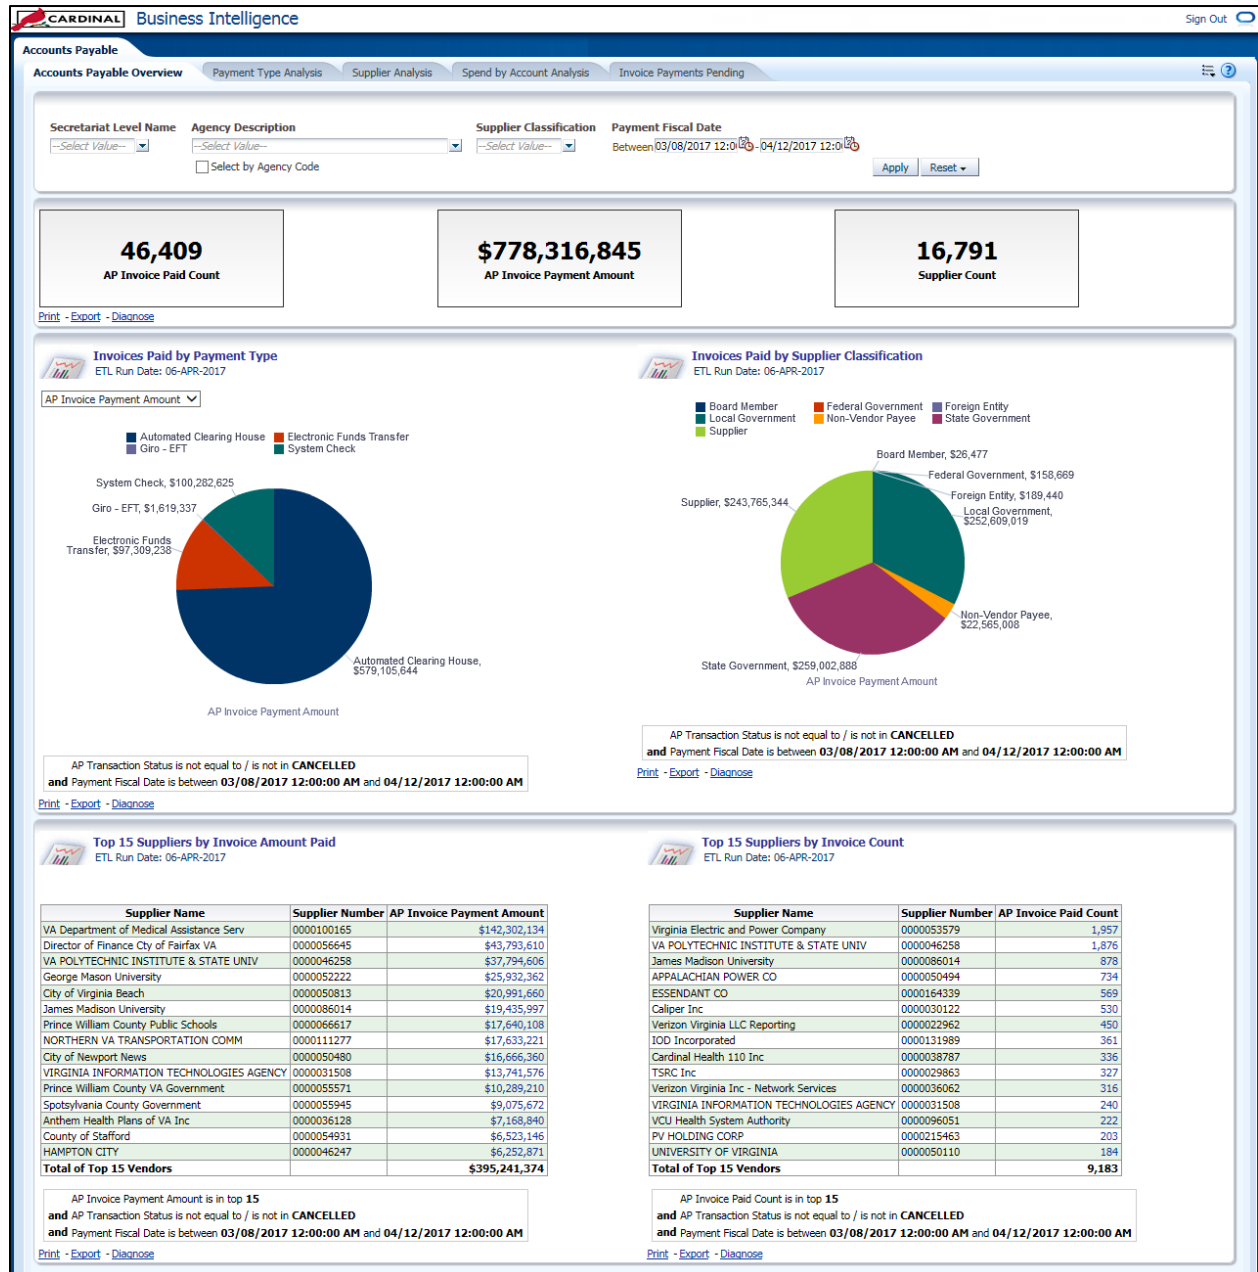 CARDINAL Business Intelligence
Sign Out
Accounts Payable
Accounts Payable Overview Payment Type Analysis Supplier Analysis Spend by Account Analysis Invoice Payments Pending
Secretariat Level Name Agency Description Supplier Classification Payment Fiscal Date
--Select Value-- --Select Value-- --Select Value-- Between 03/08/2017 12:0 - 04/12/2017 12:0
Select by Agency Code
Apply Reset
46,409
AP Invoice Paid Count
$778,316,845
AP Invoice Payment Amount
16,791
Supplier Count
Print - Export - Diagnose
Invoices Paid by Payment Type
ETL Run Date: 06-APR-2017
AP Invoice Payment Amount
Automated Clearing House Electronic Funds Transfer
Giro - EFT System Check
System Check, $100,282,625
Giro - EFT, $1,619,337
Electronic Funds
Transfer, $97,309,238
Automated Clearing House,
$579,105,644
AP Invoice Payment Amount
AP Transaction Status is not equal to / is not in CANCELLED
and Payment Fiscal Date is between 03/08/2017 12:00:00 AM and 04/12/2017 12:00:00 AM
Print - Export - Diagnose
Invoices Paid by Supplier Classification
ETL Run Date: 06-APR-2017
Board Member Federal Government Foreign Entity
Local Government Non-Vendor Payee State Government
Supplier
Board Member, $26,477
Federal Government, $158,669
Foreign Entity, $189,440
Local Government,
$252,609,019
Supplier, $243,765,344
Non-Vendor Payee,
$22,565,008
State Government, $259,002,888
AP Invoice Payment Amount
AP Transaction Status is not equal to / is not in CANCELLED
and Payment Fiscal Date is between 03/08/2017 12:00:00 AM and 04/12/2017 12:00:00 AM
Print - Export - Diagnose
Top 15 Suppliers by Invoice Amount Paid
ETL Run Date: 06-APR-2017
Supplier Name Supplier Number AP Invoice Payment Amount
VA Department of Medical Assistance Serv 0000100165 $142,302,134
Director of Finance Cty of Fairfax VA 0000056645 $43,793,610
VA POLYTECHNIC INSTITUTE & STATE UNIV 0000046258 $37,794,606
George Mason University 0000052222 $25,932,362
City of Virginia Beach 0000050813 $20,991,660
James Madison University 0000086014 $19,435,997
Prince William County Public Schools 0000066617 $17,640,108
NORTHERN VA TRANSPORTATION COMM 0000111277 $17,633,221
City of Newport News 0000050480 $16,666,360
VIRGINIA INFORMATION TECHNOLOGIES AGENCY 0000031508 $13,741,576
Prince William County VA Government 0000055571 $10,289,210
Spotsylvania County Government 0000055945 $9,075,672
Anthem Health Plans of VA Inc 0000036128 $7,168,840
County of Stafford 0000054931 $6,523,146
HAMPTON CITY 0000046247 $6,252,871
Total of Top 15 Vendors $395,241,374
AP Invoice Payment Amount is in top 15
and AP Transaction Status is not equal to / is not in CANCELLED
and Payment Fiscal Date is between 03/08/2017 12:00:00 AM and 04/12/2017 12:00:00 AM
Print - Export - Diagnose
Top 15 Suppliers by Invoice Count
ETL Run Date: 06-APR-2017
Supplier Name Supplier Number AP Invoice Paid Count
Virginia Electric and Power Company 0000053579 1,957
VA POLYTECHNIC INSTITUTE & STATE UNIV 0000046258 1,876
James Madison University 0000086014 878
APPALACHIAN POWER CO 0000050494 734
ESSENDANT CO 0000164339 569
Caliper Inc 0000030122 530
Verizon Virginia LLC Reporting 0000022962 450
IOD Incorporated 0000131989 361
Cardinal Health 110 Inc 0000038787 336
TSRC Inc 0000029863 327
Verizon Virginia Inc - Network Services 0000036062 316
VIRGINIA INFORMATION TECHNOLOGIES AGENCY 0000031508 240
VCU Health System Authority 0000096051 222
PV HOLDING CORP 0000215463 203
UNIVERSITY OF VIRGINIA 0000050110 184
Total of Top 15 Vendors 9,183
AP Invoice Paid Count is in top 15
and AP Transaction Status is not equal to / is not in CANCELLED
and Payment Fiscal Date is between 03/08/2017 12:00:00 AM and 04/12/2017 12:00:00 AM
Print - Export - Diagnose